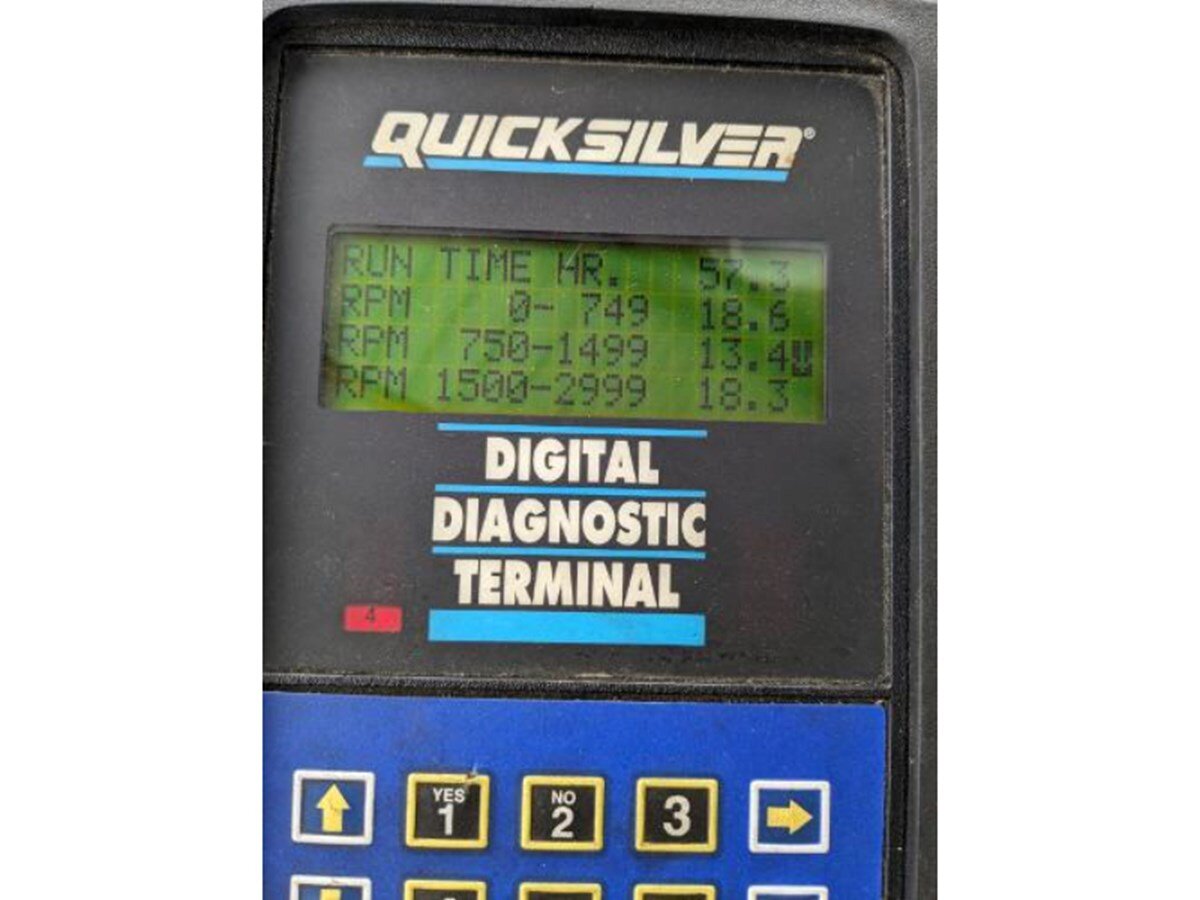 QUICKSILVER®
RUN TIME HR. 57.3
RPM 0- 749 18.6
RPM 750-1499 13.4
RPM 1500-2999 18.3
DIGITAL
DIAGNOSTIC
TERMINAL
4
YES NO
1 2 3